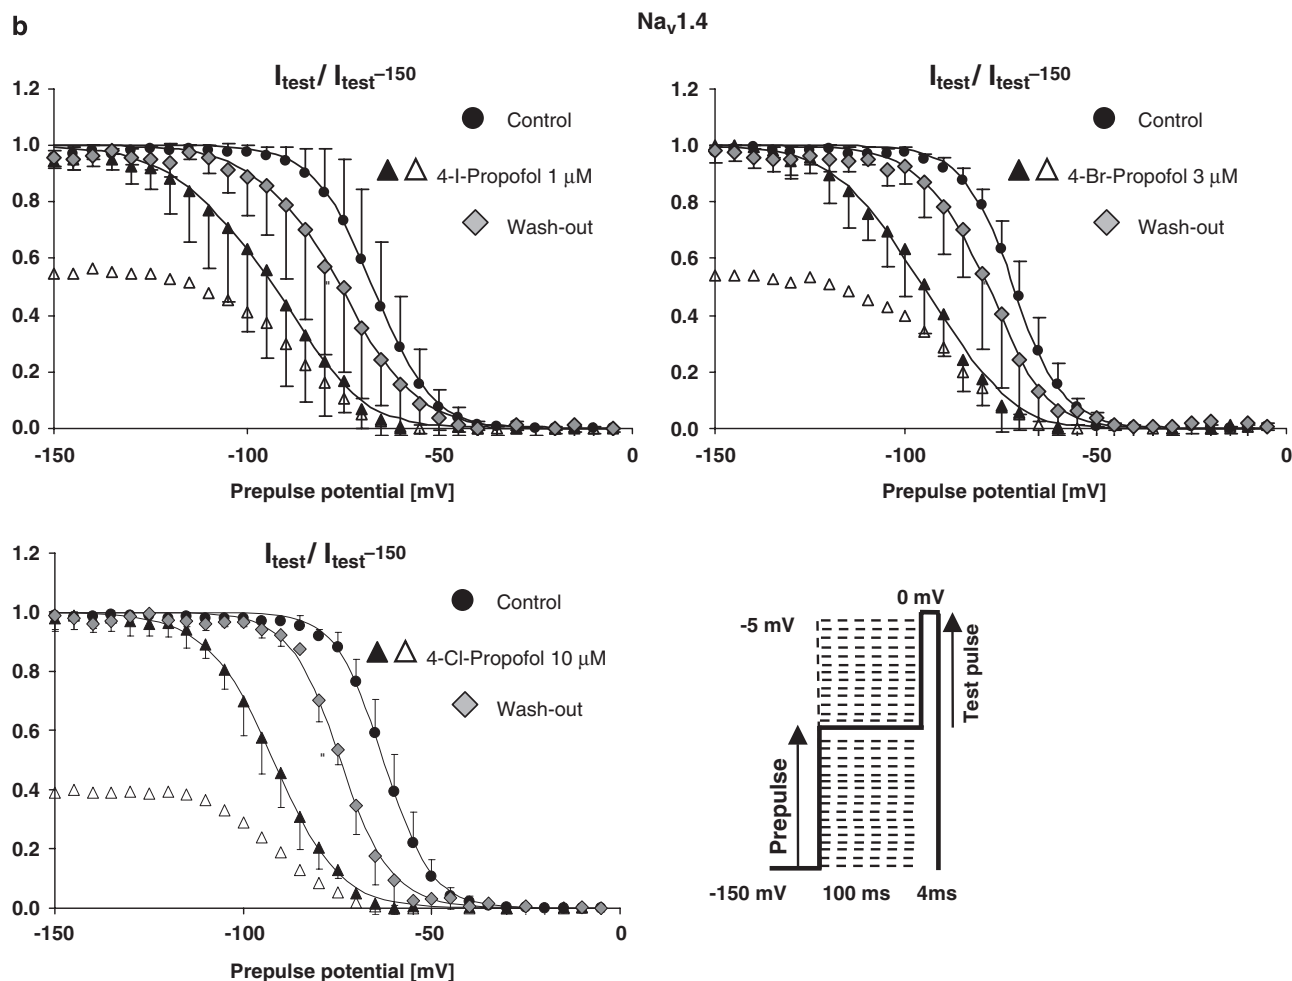 b
Nav1.4
Itest/ Itest–150
1.2
1.0
0.8
0.6
0.4
0.2
0.0
-150
-100
-50
0
Prepulse potential [mV]
Control
4-I-Propofol 1 μM
Wash-out
Itest/ Itest–150
1.2
1.0
0.8
0.6
0.4
0.2
0.0
-150
-100
-50
0
Prepulse potential [mV]
Control
4-Br-Propofol 3 μM
Wash-out
Itest/ Itest–150
1.2
1.0
0.8
0.6
0.4
0.2
0.0
-150
-100
-50
0
Prepulse potential [mV]
Control
4-Cl-Propofol 10 μM
Wash-out
0 mV
-5 mV
Test pulse
Prepulse
-150 mV
100 ms
4ms